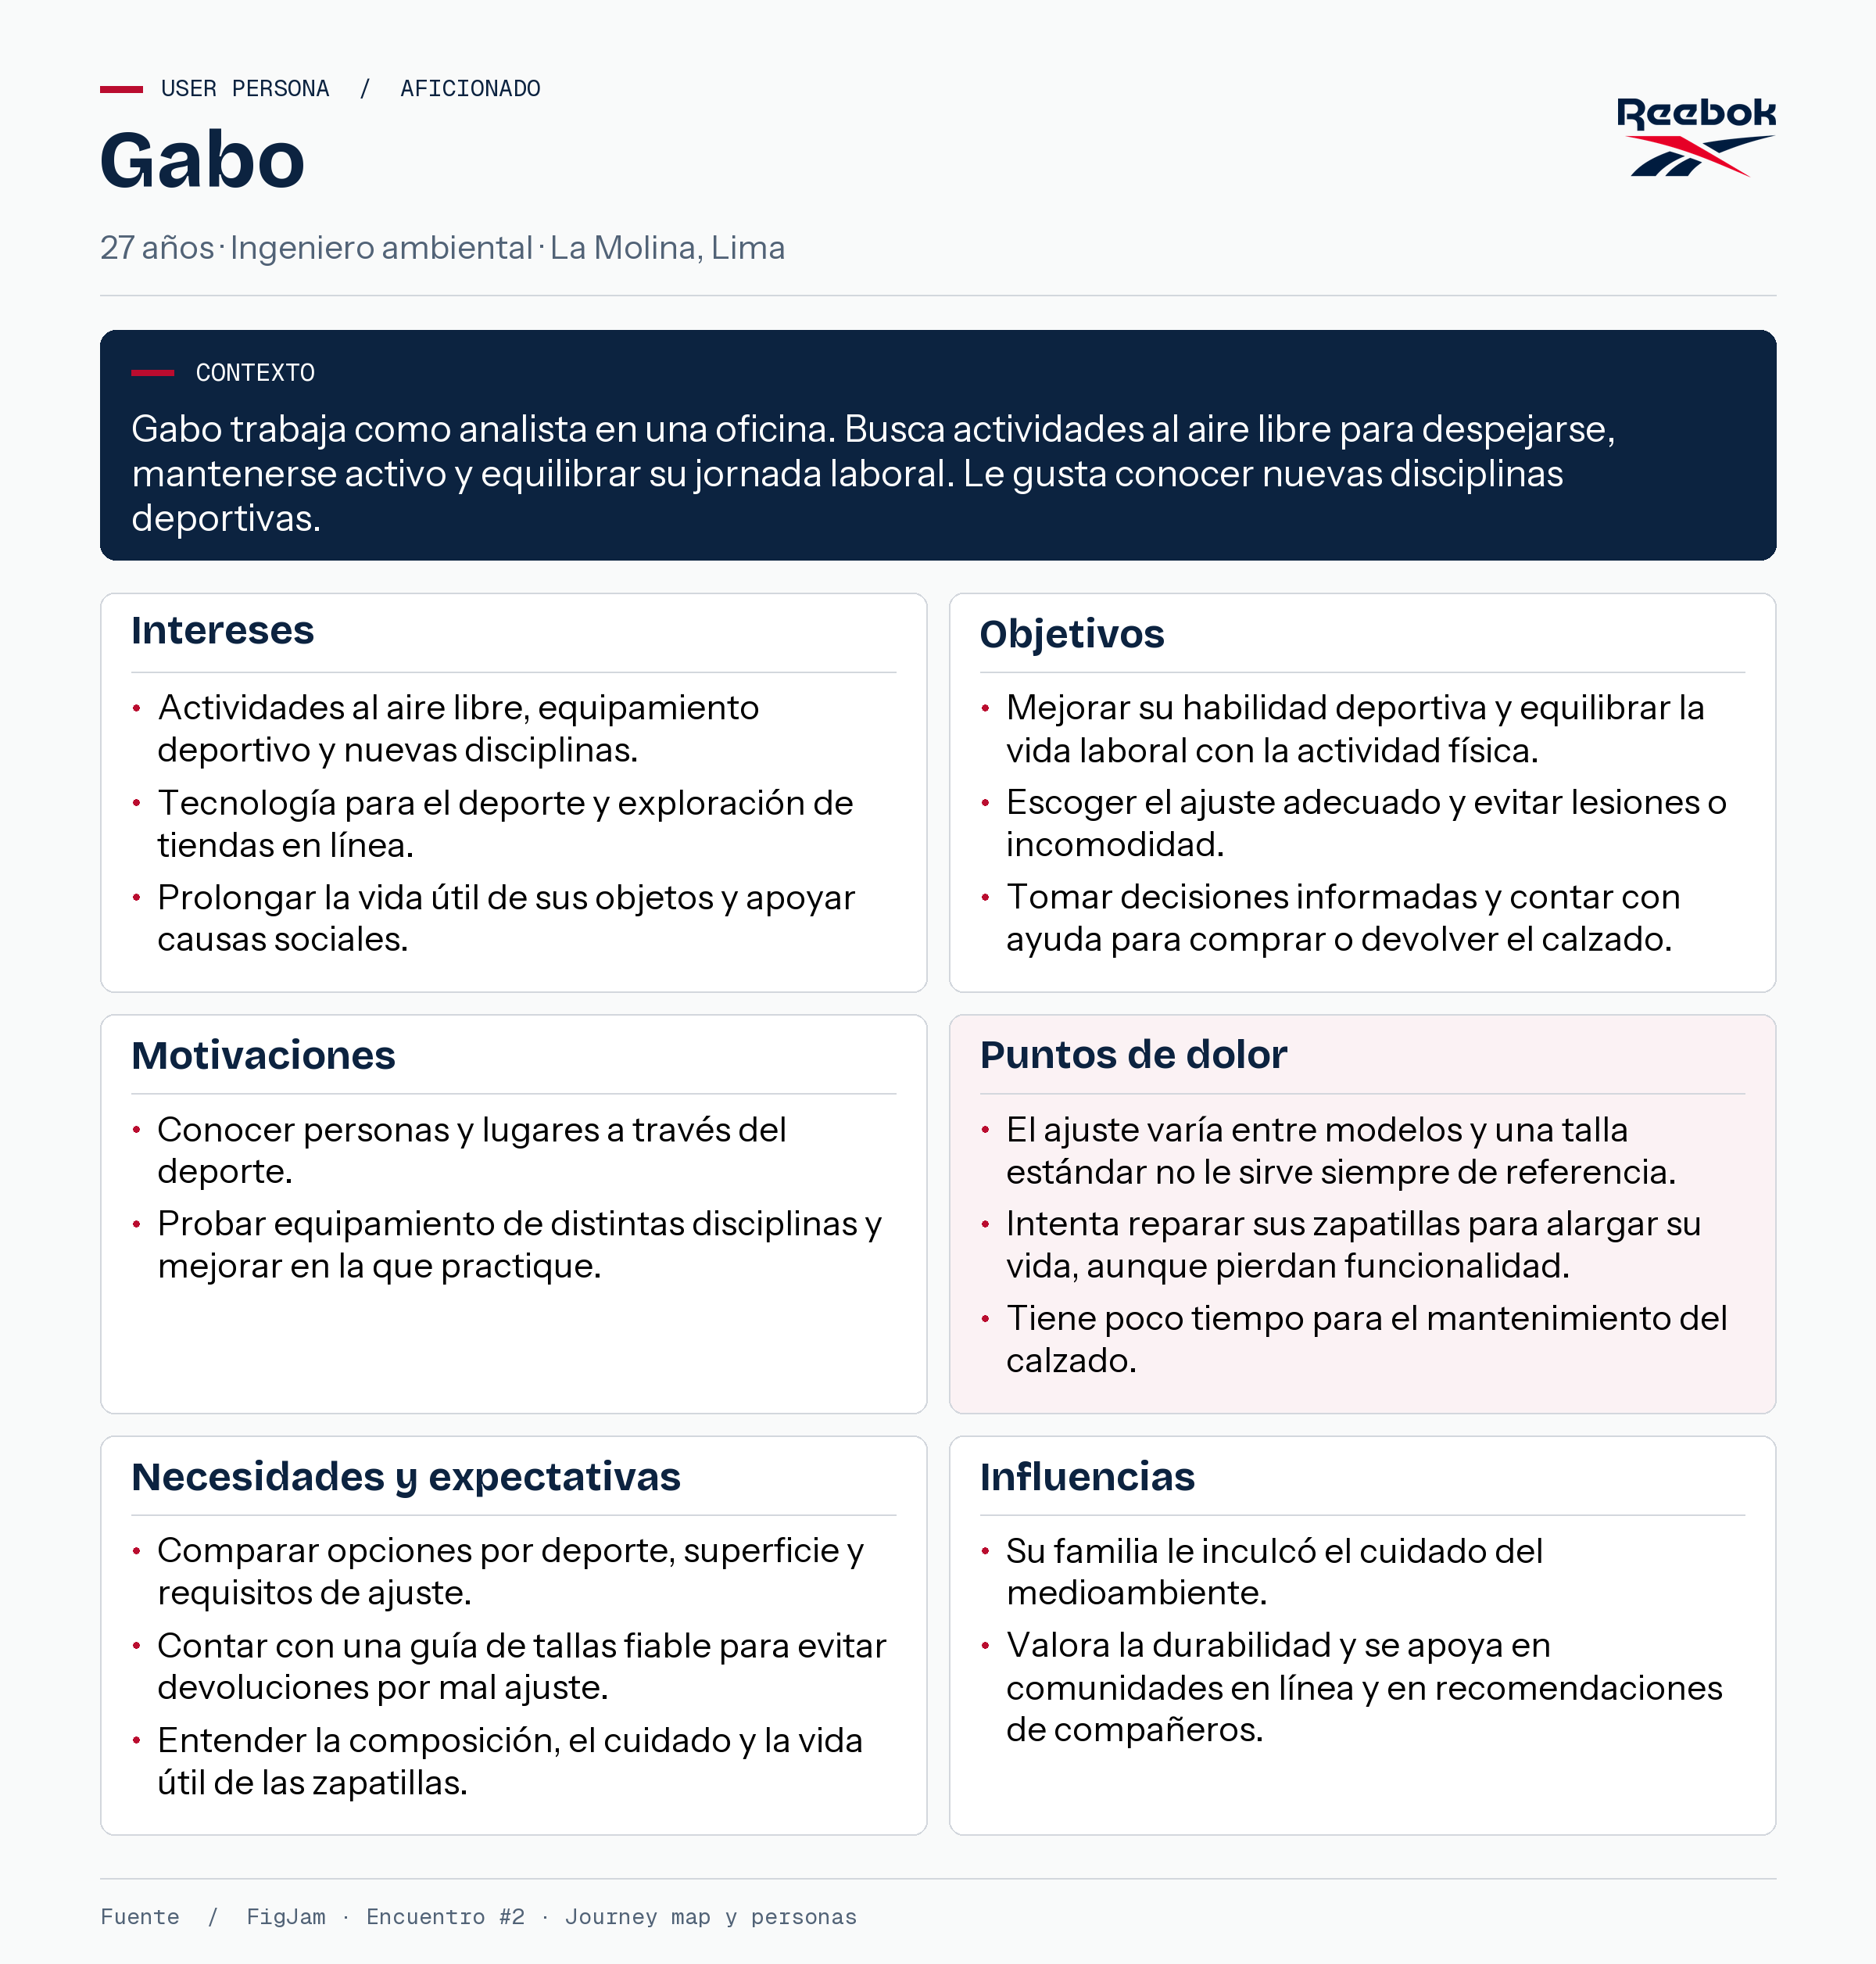 USER PERSONA / AFICIONADO
Gabo
Reebok
27 años · Ingeniero ambiental · La Molina, Lima
CONTEXTO
Gabo trabaja como analista en una oficina. Busca actividades al aire libre para despejarse,
mantenerse activo y equilibrar su jornada laboral. Le gusta conocer nuevas disciplinas
deportivas.
Intereses
• Actividades al aire libre, equipamiento
deportivo y nuevas disciplinas.
• Tecnología para el deporte y exploración de
tiendas en línea.
• Prolongar la vida útil de sus objetos y apoyar
causas sociales.
Objetivos
• Mejorar su habilidad deportiva y equilibrar la
vida laboral con la actividad física.
• Escoger el ajuste adecuado y evitar lesiones o
incomodidad.
• Tomar decisiones informadas y contar con
ayuda para comprar o devolver el calzado.
Motivaciones
• Conocer personas y lugares a través del
deporte.
• Probar equipamiento de distintas disciplinas y
mejorar en la que practique.
Puntos de dolor
• El ajuste varía entre modelos y una talla
estándar no le sirve siempre de referencia.
• Intenta reparar sus zapatillas para alargar su
vida, aunque pierdan funcionalidad.
• Tiene poco tiempo para el mantenimiento del
calzado.
Necesidades y expectativas
• Comparar opciones por deporte, superficie y
requisitos de ajuste.
• Contar con una guía de tallas fiable para evitar
devoluciones por mal ajuste.
• Entender la composición, el cuidado y la vida
útil de las zapatillas.
Influencias
• Su familia le inculcó el cuidado del
medioambiente.
• Valora la durabilidad y se apoya en
comunidades en línea y en recomendaciones
de compañeros.
Fuente / FigJam · Encuentro #2 · Journey map y personas